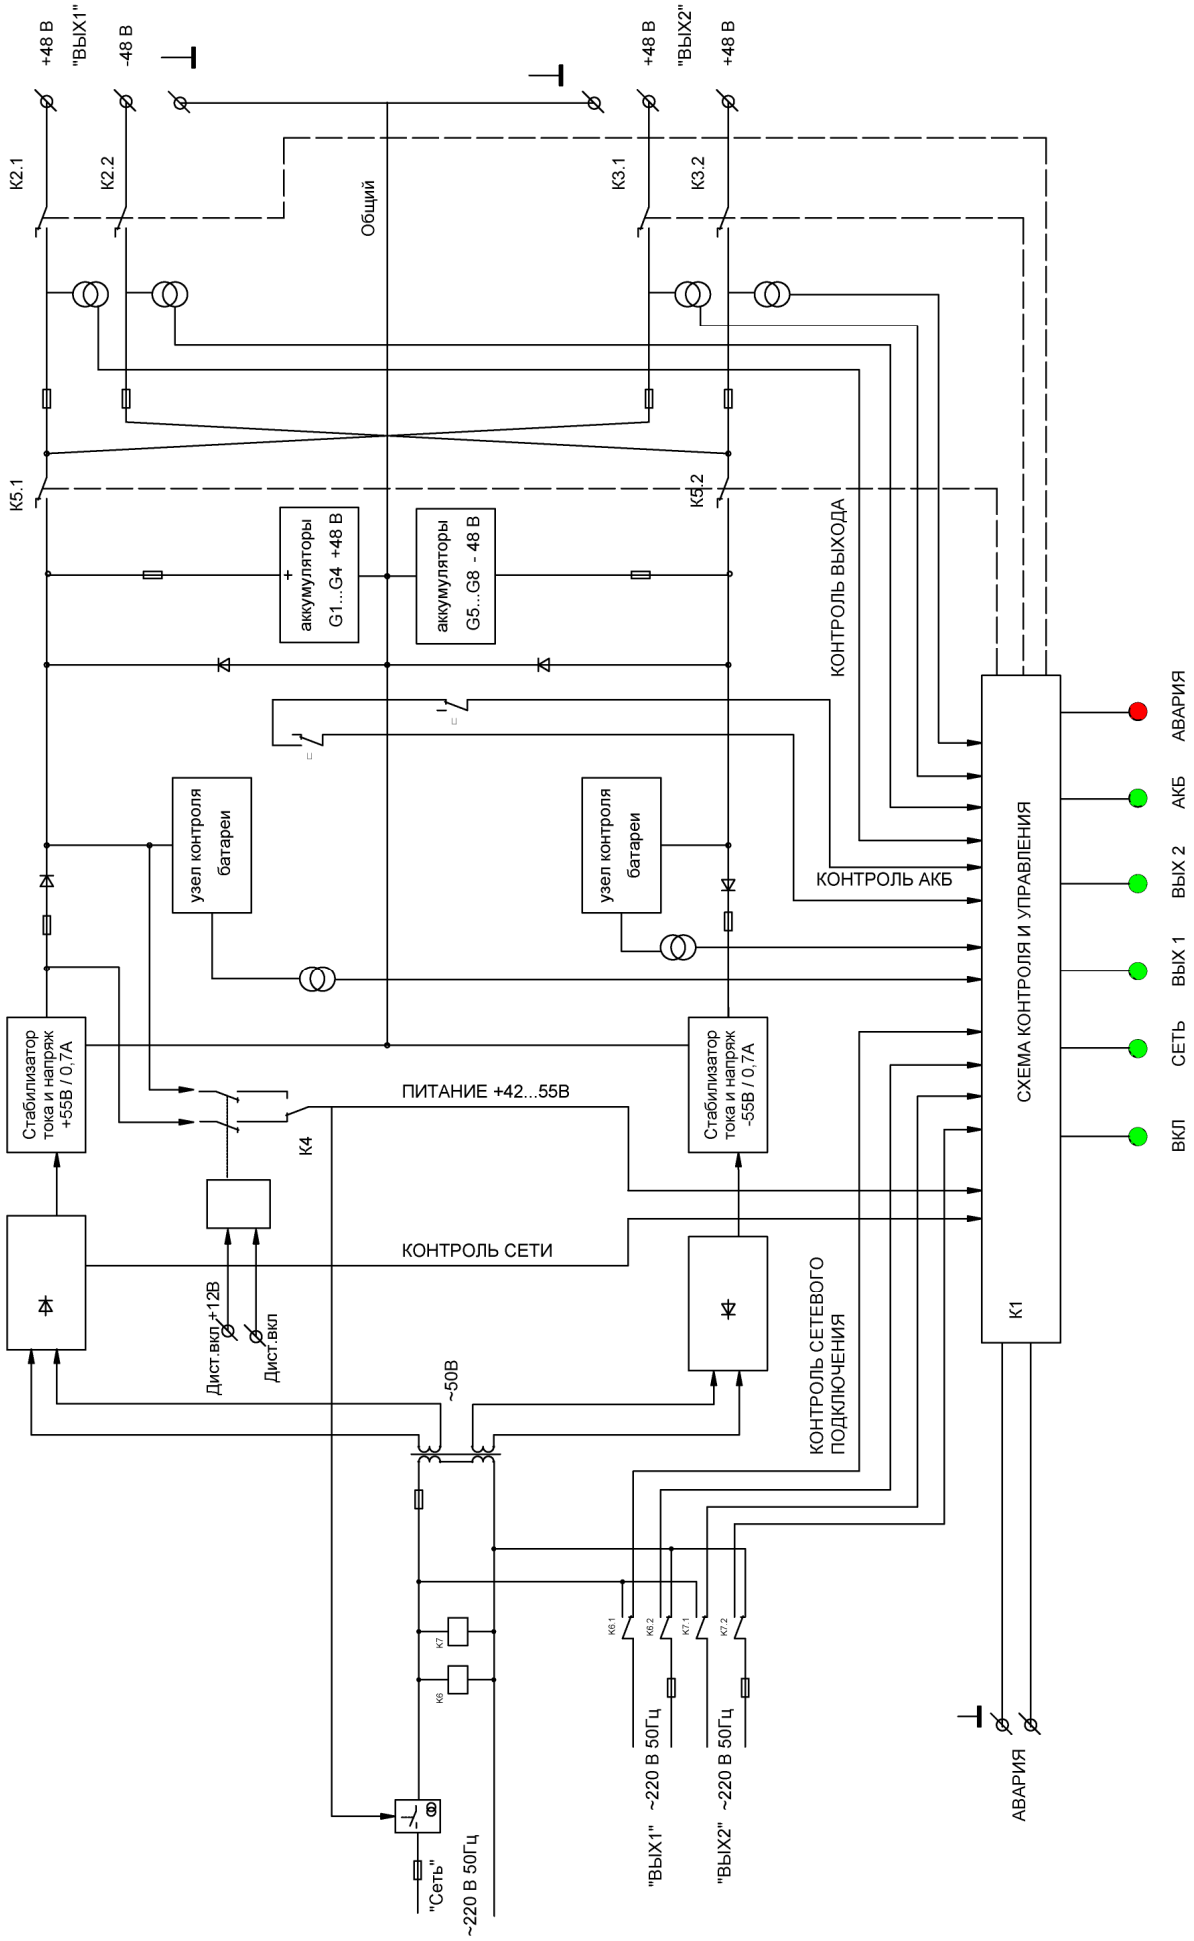 +48 В
"ВЫХ1"
-48 В
+48 В
"ВЫХ2"
+48 В
К2.1
К2.2
Общий
К3.1
К3.2
К5.1
К5.2
аккумуляторы
G1...G4 +48 В
+
аккумуляторы
G5...G8 - 48 В
КОНТРОЛЬ ВЫХОДА
узел контроля
батареи
узел контроля
батареи
КОНТРОЛЬ АКБ
Стабилизатор
тока и напряж
+55В / 0,7А
Стабилизатор
тока и напряж
-55В / 0,7А
ПИТАНИЕ +42...55В
К4
КОНТРОЛЬ СЕТИ
Дист.вкл +12В
Дист.вкл
~50В
КОНТРОЛЬ СЕТЕВОГО
ПОДКЛЮЧЕНИЯ
СХЕМА КОНТРОЛЯ И УПРАВЛЕНИЯ
К1
АВАРИЯ
АКБ
ВЫХ 2
ВЫХ 1
СЕТЬ
ВКЛ
К7
К6
К6.1
К6.2
К7.1
К7.2
"Сеть"
~220 В 50Гц
"ВЫХ1" ~220 В 50Гц
"ВЫХ2" ~220 В 50Гц
АВАРИЯ